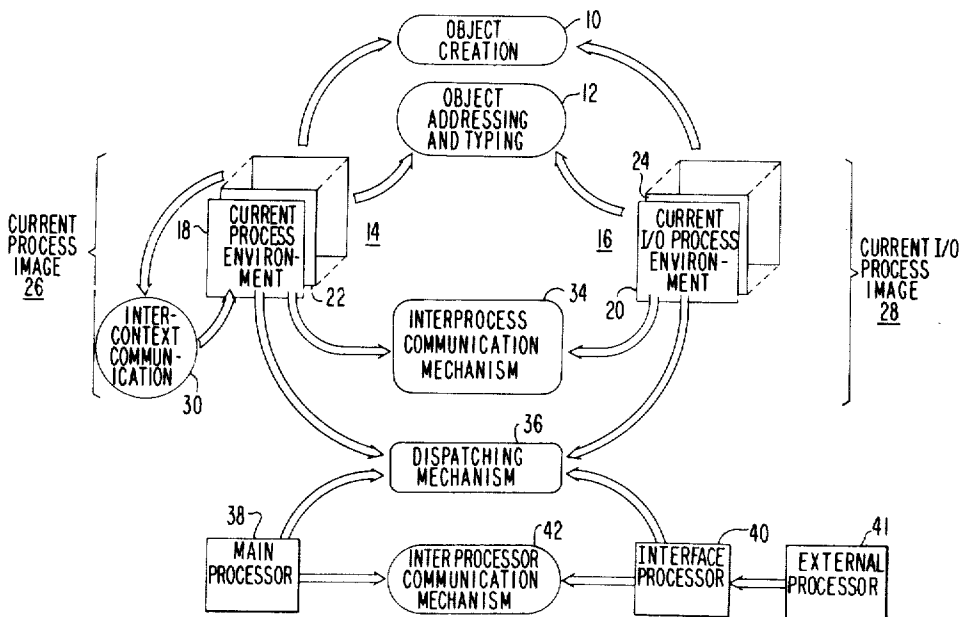 OBJECT
CREATION
10
OBJECT
ADDRESSING
AND TYPING
12
CURRENT
PROCESS
IMAGE
26
18
CURRENT
PROCESS
ENVIRON-
MENT
14
22
16
24
CURRENT
I/O PROCESS
ENVIRON-
MENT
20
CURRENT I/O
PROCESS
IMAGE
28
INTER-
CONTEXT
COMMUN-
ICATION
30
34
INTERPROCESS
COMMUNICATION
MECHANISM
36
DISPATCHING
MECHANISM
38
MAIN
PROCESSOR
42
INTER PROCESSOR
COMMUNICATION
MECHANISM
40
INTERFACE
PROCESSOR
41
EXTERNAL
PROCESSOR